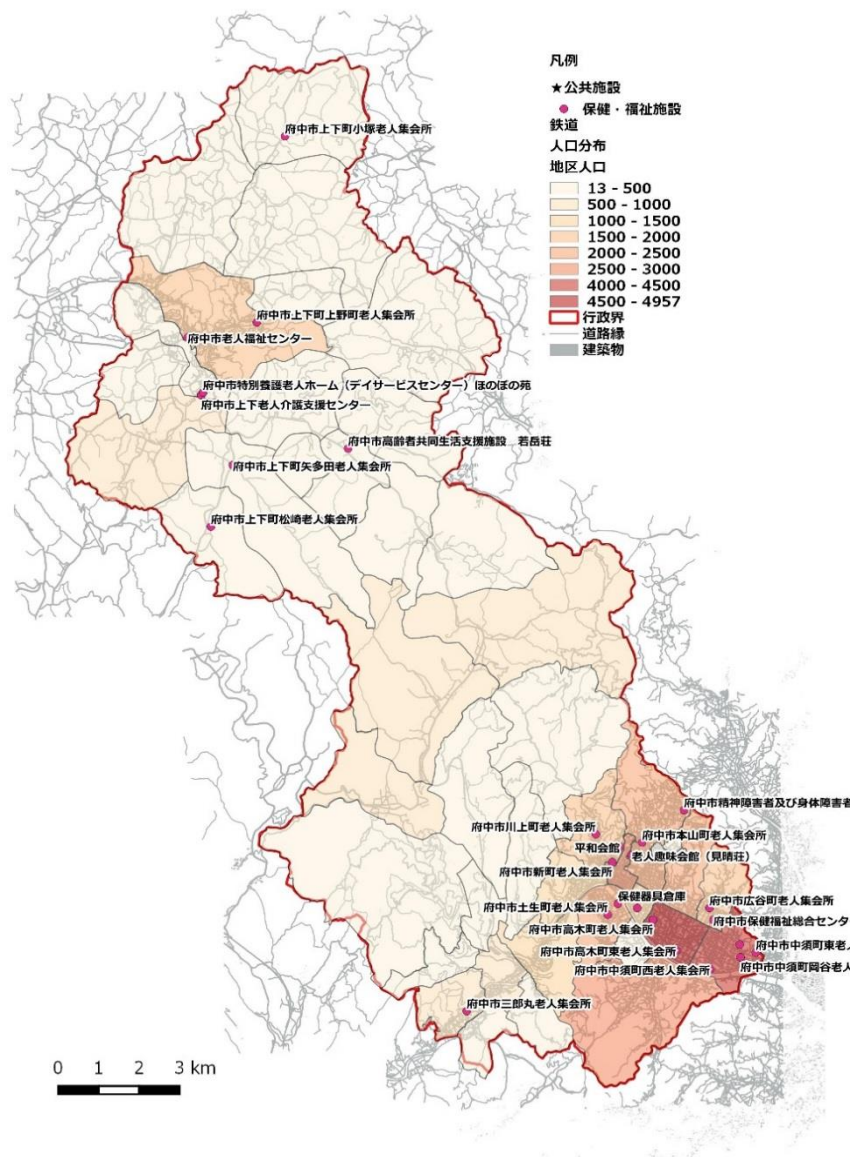 凡例
★公共施設
保健・福祉施設
鉄道
人口分布
地区人口
13 - 500
500 - 1000
1000 - 1500
1500 - 2000
2000 - 2500
2500 - 3000
4000 - 4500
4500 - 4957
行政界
道路縁
建築物
府中市上下町小塚老人集会所
府中市上下町上野町老人集会所
府中市老人福祉センター
府中市特別養護老人ホーム（デイサービスセンター）ほのぼの苑
府中市上下老人介護支援センター
府中市高齢者共同生活支援施設　若岳荘
府中市上下町矢多田老人集会所
府中市上下町松崎老人集会所
府中市精神障害者及び身体障害者
府中市川上町老人集会所
府中市本山町老人集会所
平和会館
老人趣味会館（見晴荘）
府中市新町老人集会所
保健器具倉庫
府中市広谷町老人集会所
府中市土生町老人集会所
府中市保健福祉総合センタ
府中市高木町老人集会所
府中市中須町東老人
府中市高木町東老人集会所
府中市中須町岡谷老人
府中市中須町西老人集会所
府中市三郎丸老人集会所
0 1 2 3 km